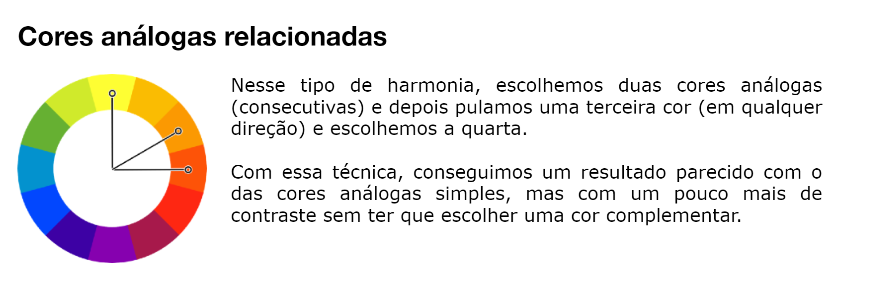 Cores análogas relacionadas
Nesse tipo de harmonia, escolhemos duas cores análogas
(consecutivas) e depois pulamos uma terceira cor (em qualquer
direção) e escolhemos a quarta.
Com essa técnica, conseguimos um resultado parecido com o
das cores análogas simples, mas com um pouco mais de
contraste sem ter que escolher uma cor complementar.